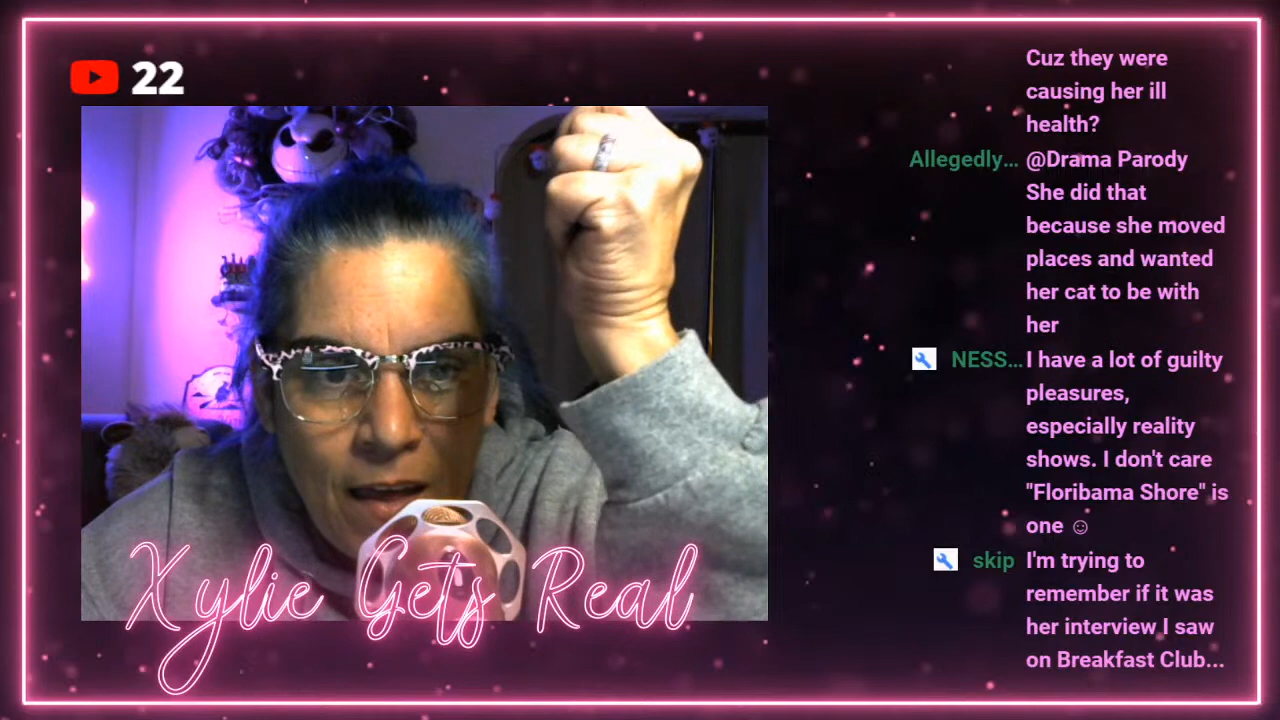 22
Cuz they were
causing her ill
health?
Allegedly... @Drama Parody
She did that
because she moved
places and wanted
her cat to be with
her
NESS... I have a lot of guilty
pleasures,
especially reality
shows. I don't care
"Floribama Shore" is
one ☺
skip I'm trying to
remember if it was
her interview I saw
on Breakfast Club...
Xylie Gets Real